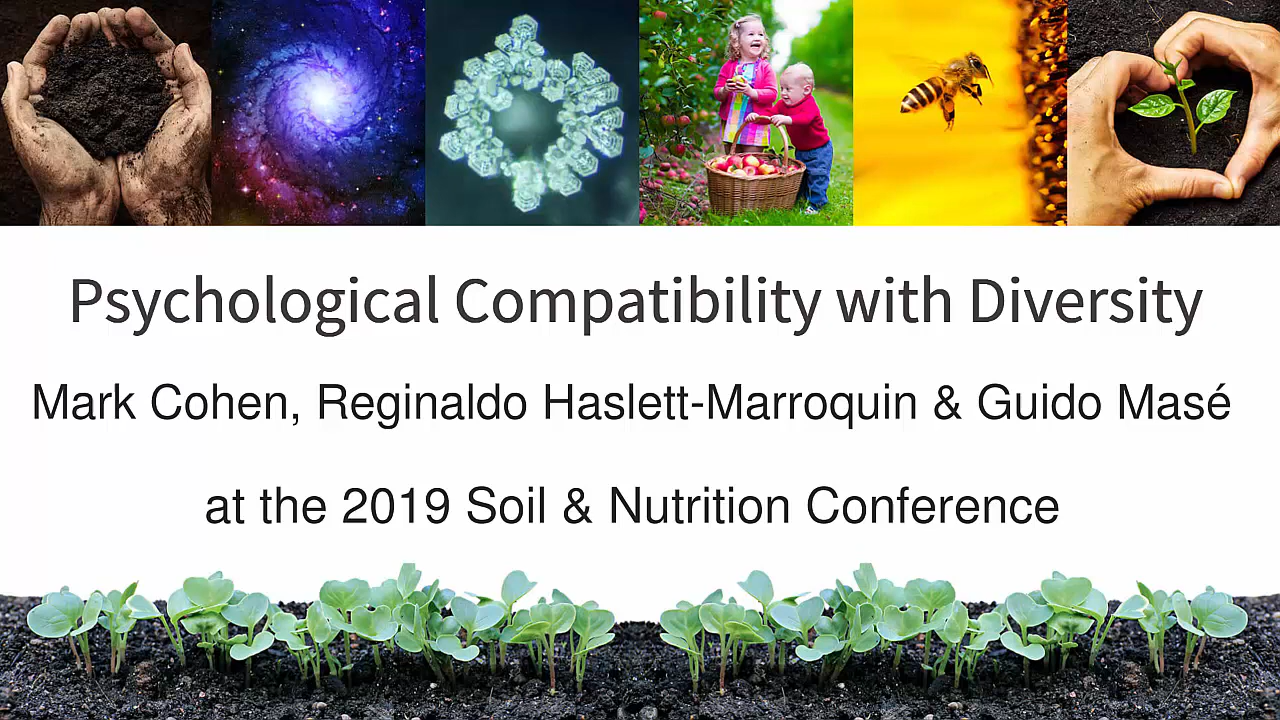 Psychological Compatibility with Diversity
Mark Cohen, Reginaldo Haslett-Marroquin & Guido Masé
at the 2019 Soil & Nutrition Conference